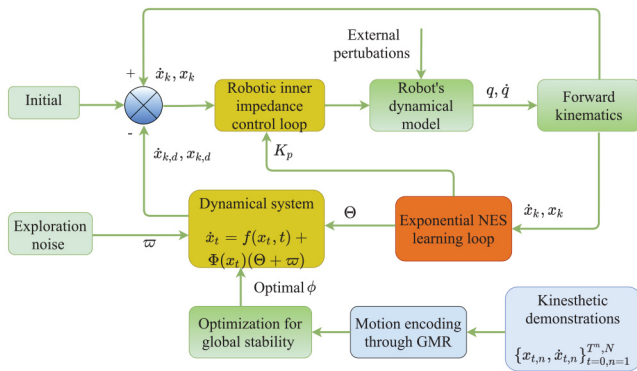 External
pertubations
+
ẋ_k, x_k
Initial
Robotic inner
impedance
control loop
Robot's
dynamical
model
q, q̇
Forward
kinematics
-
ẋ_{k,d}, x_{k,d}
K_p
Dynamical system
ẋ_t = f(x_t, t) +
Φ(x_t)(Θ + ϖ)
Θ
Exponential NES
learning loop
ẋ_k, x_k
Exploration
noise
ϖ
Optimal ϕ
Optimization for
global stability
Motion encoding
through GMR
Kinesthetic
demonstrations
{x_{t,n}, ẋ_{t,n}}_{t=0,n=1}^{T^n,N}